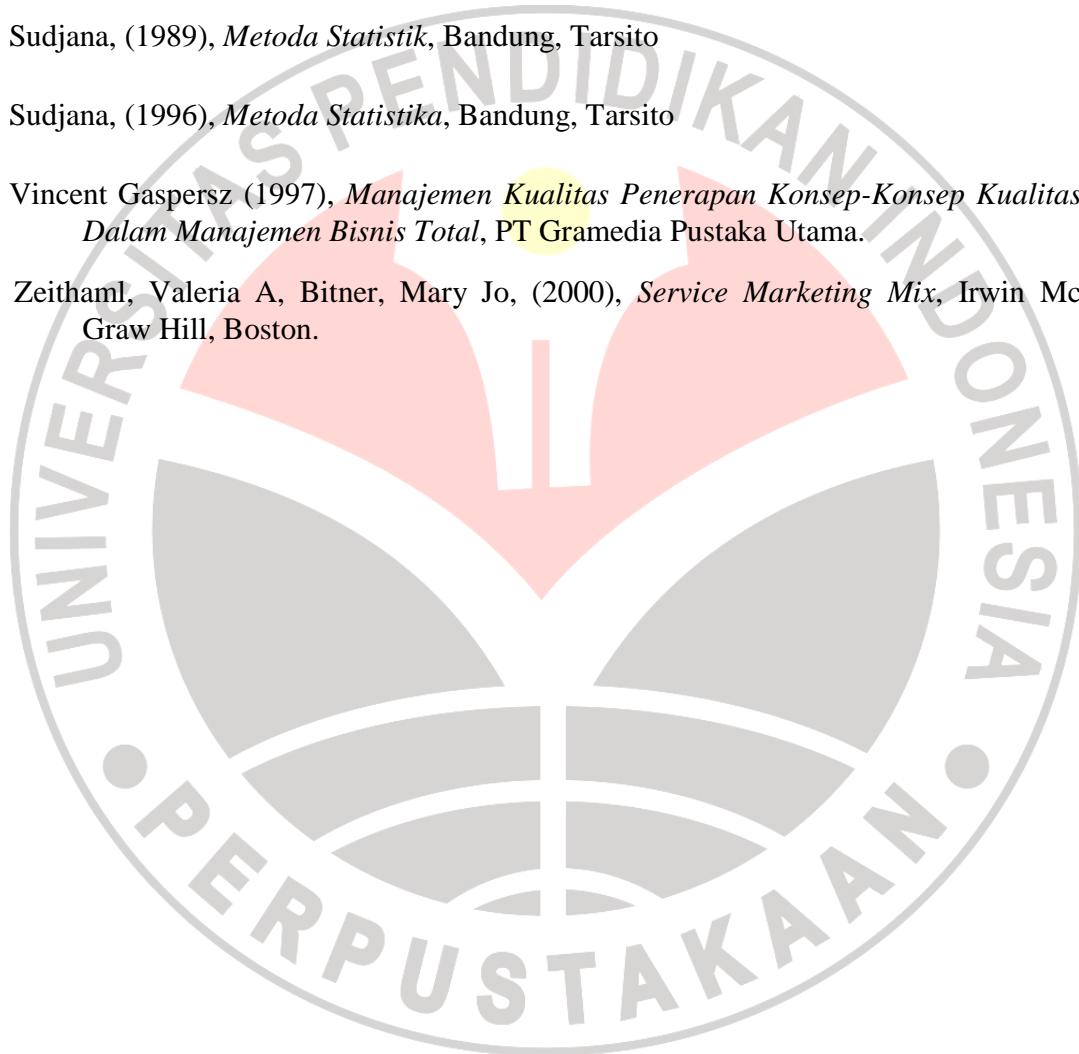 Sudjana, (1989), Metoda Statistik, Bandung, Tarsito
Sudjana, (1996), Metoda Statistika, Bandung, Tarsito
Vincent Gaspersz (1997), Manajemen Kualitas Penerapan Konsep-Konsep Kualitas
Dalam Manajemen Bisnis Total, PT Gramedia Pustaka Utama.
Zeithaml, Valeria A, Bitner, Mary Jo, (2000), Service Marketing Mix, Irwin Mc
Graw Hill, Boston.
UNIVERSITAS PENDIDIKAN INDONESIA
PERPUSTAKAAN